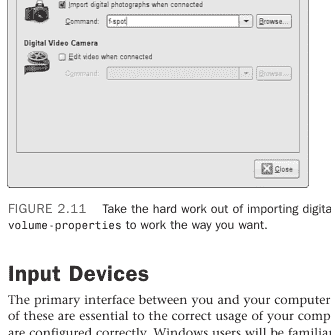 Import digital photographs when connected
Command: f-spot Browse...
Digital Video Camera
Edit video when connected
Command: Browse...
Close
FIGURE 2.11 Take the hard work out of importing digita
volume-properties to work the way you want.
Input Devices
The primary interface between you and your computer
of these are essential to the correct usage of your comp
are configured correctly. Windows users will be familiar